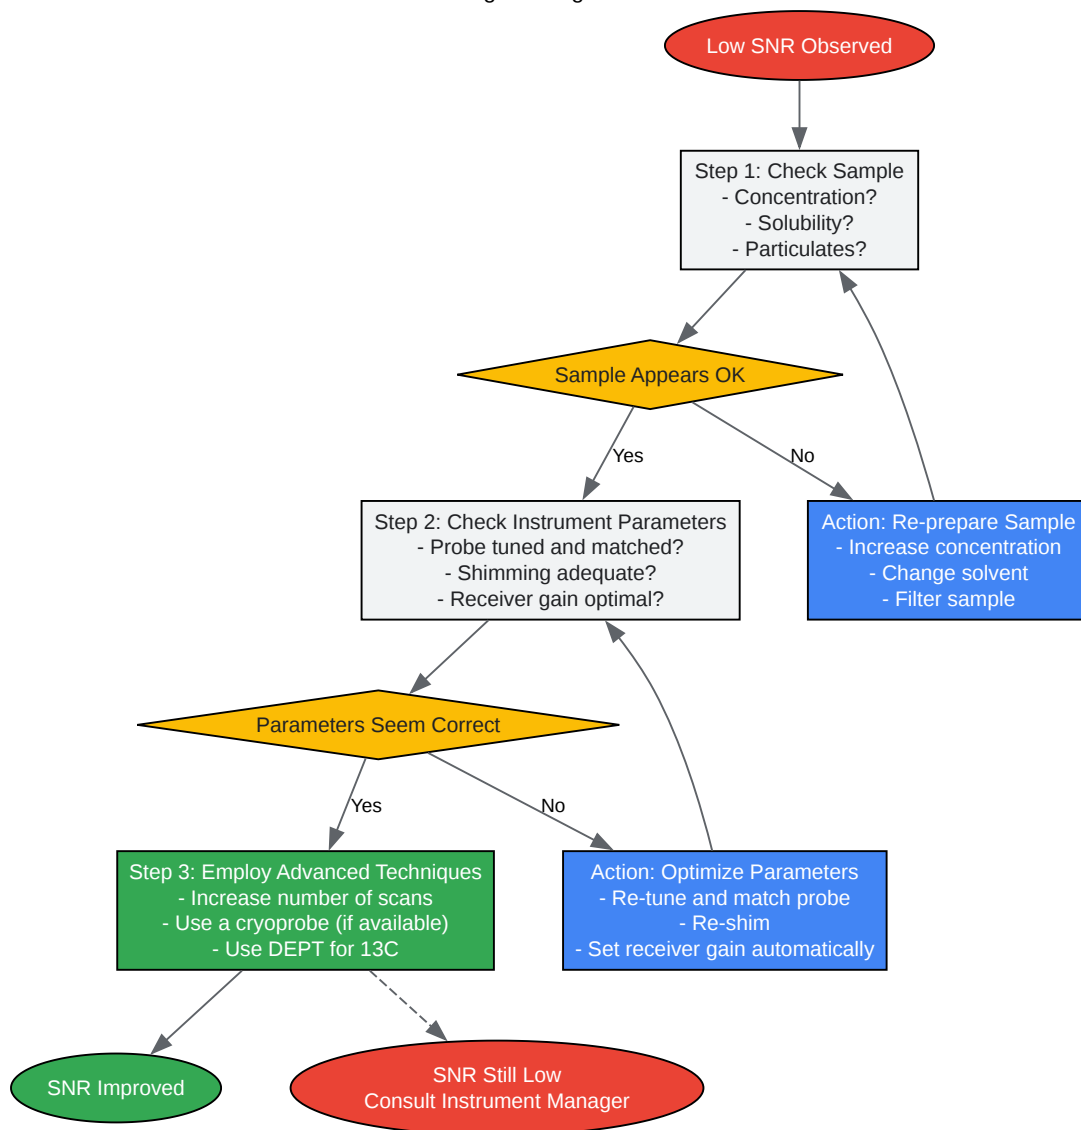 Low SNR Observed
Step 1: Check Sample
- Concentration?
- Solubility?
- Particulates?
Sample Appears OK
Yes
No
Step 2: Check Instrument Parameters
- Probe tuned and matched?
- Shimming adequate?
- Receiver gain optimal?
Action: Re-prepare Sample
- Increase concentration
- Change solvent
- Filter sample
Parameters Seem Correct
Yes
No
Step 3: Employ Advanced Techniques
- Increase number of scans
- Use a cryoprobe (if available)
- Use DEPT for 13C
Action: Optimize Parameters
- Re-tune and match probe
- Re-shim
- Set receiver gain automatically
SNR Improved
SNR Still Low
Consult Instrument Manager